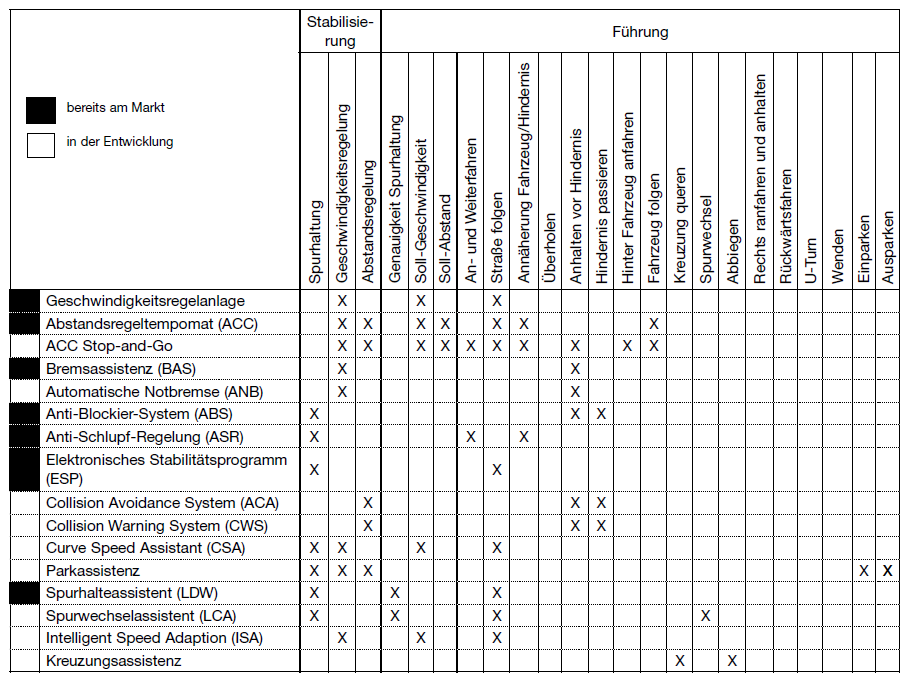 Stabilisie-
rung
Führung
bereits am Markt
in der Entwicklung
Spurhaltung
Geschwindigkeitsregelung
Abstandsregelung
Genauigkeit Spurhaltung
Soll-Geschwindigkeit
Soll-Abstand
An- und Weiterfahren
Straße folgen
Annäherung Fahrzeug/Hindernis
Überholen
Anhalten vor Hindernis
Hindernis passieren
Hinter Fahrzeug anfahren
Fahrzeug folgen
Kreuzung queren
Spurwechsel
Abbiegen
Rechts ranfahren und anhalten
Rückwärtsfahren
U-Turn
Wenden
Einparken
Ausparken
Geschwindigkeitsregelanlage X X X
Abstandsregeltempomat (ACC) X X X X X X X
ACC Stop-and-Go X X X X X X X X X X
Bremsassistenz (BAS) X X
Automatische Notbremse (ANB) X X
Anti-Blockier-System (ABS) X X X
Anti-Schlupf-Regelung (ASR) X X X
Elektronisches Stabilitätsprogramm
(ESP) X X
Collision Avoidance System (ACA) X X X
Collision Warning System (CWS) X X X
Curve Speed Assistant (CSA) X X X X
Parkassistenz X X X X X
Spurhalteassistent (LDW) X X X
Spurwechselassistent (LCA) X X X X
Intelligent Speed Adaption (ISA) X X X
Kreuzungsassistenz X X